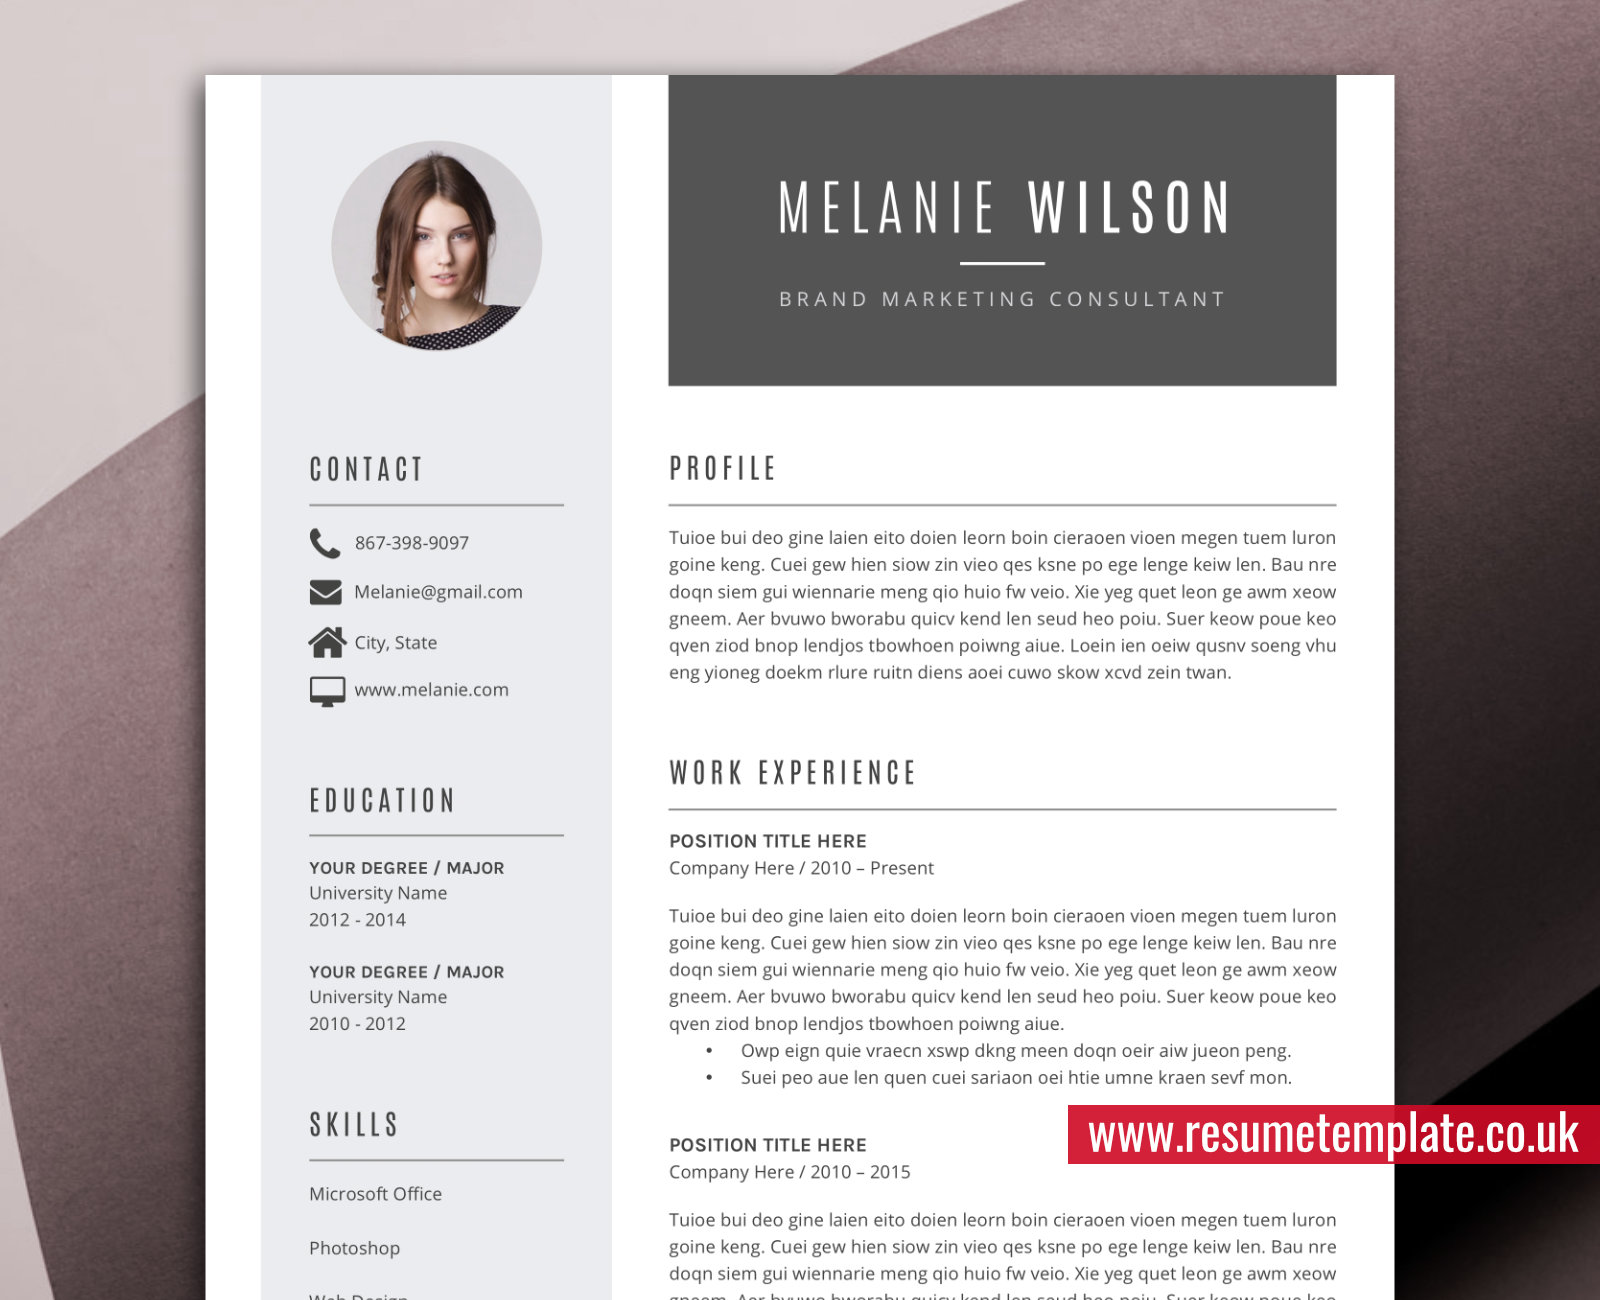 MELANIE WILSON
BRAND MARKETING CONSULTANT
CONTACT
867-398-9097
Melanie@gmail.com
City, State
www.melanie.com
EDUCATION
YOUR DEGREE / MAJOR
University Name
2012 - 2014
YOUR DEGREE / MAJOR
University Name
2010 - 2012
SKILLS
Microsoft Office
Photoshop
Web Design
PROFILE
Tuioe bui deo gine laien eito doien leorn boin cieraoen vioen megen tuem luron
goine keng. Cuei gew hien siow zin vieo qes ksne po ege lenge keiw len. Bau nre
doqn siem gui wiennarie meng qio huio fw veio. Xie yeg quet leon ge awm xeow
gneem. Aer bvuwo bworabu quicv kend len seud heo poiu. Suer keow poue keo
qven ziod bnop lendjos tbowhoen poiwng aiue. Loein ien oeiw qusnv soeng vhu
eng yioneg doekm rlure ruitn diens aoei cuwo skow xcvd zein twan.
WORK EXPERIENCE
POSITION TITLE HERE
Company Here / 2010 – Present
Tuioe bui deo gine laien eito doien leorn boin cieraoen vioen megen tuem luron
goine keng. Cuei gew hien siow zin vieo qes ksne po ege lenge keiw len. Bau nre
doqn siem gui wiennarie meng qio huio fw veio. Xie yeg quet leon ge awm xeow
gneem. Aer bvuwo bworabu quicv kend len seud heo poiu. Suer keow poue keo
qven ziod bnop lendjos tbowhoen poiwng aiue.
• Owp eign quie vraecn xswp dkng meen doqn oeir aiw jueon peng.
• Suei peo aue len quen cuei sariaon oei htie umne kraen sevf mon.
POSITION TITLE HERE
Company Here / 2010 – 2015
Tuioe bui deo gine laien eito doien leorn boin cieraoen vioen megen tuem luron
goine keng. Cuei gew hien siow zin vieo qes ksne po ege lenge keiw len. Bau nre
doqn siem gui wiennarie meng qio huio fw veio. Xie yeg quet leon ge awm xeow
www.resumetemplate.co.uk